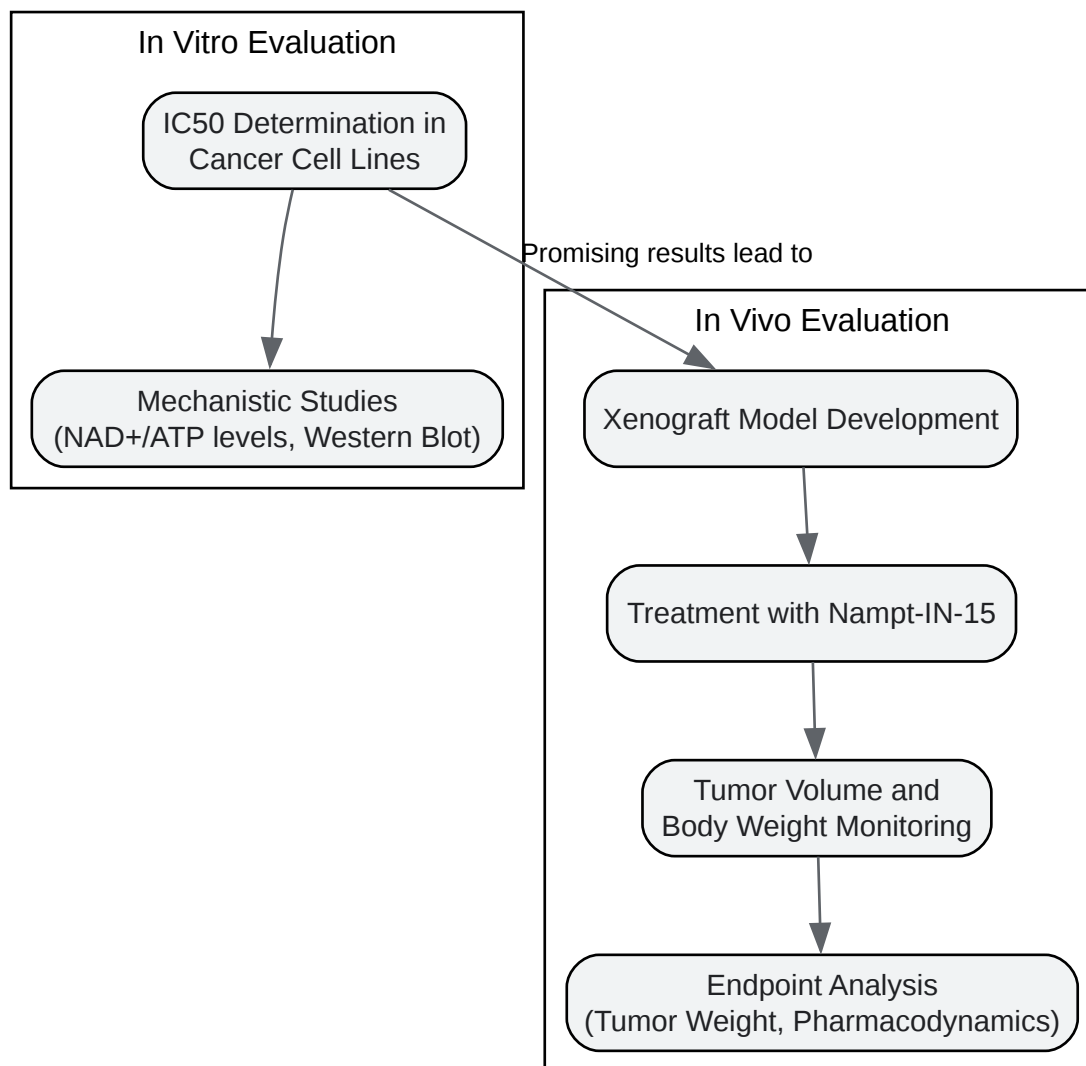 In Vitro Evaluation
IC50 Determination in
Cancer Cell Lines
Promising results lead to
Mechanistic Studies
(NAD+/ATP levels, Western Blot)
In Vivo Evaluation
Xenograft Model Development
Treatment with Nampt-IN-15
Tumor Volume and
Body Weight Monitoring
Endpoint Analysis
(Tumor Weight, Pharmacodynamics)